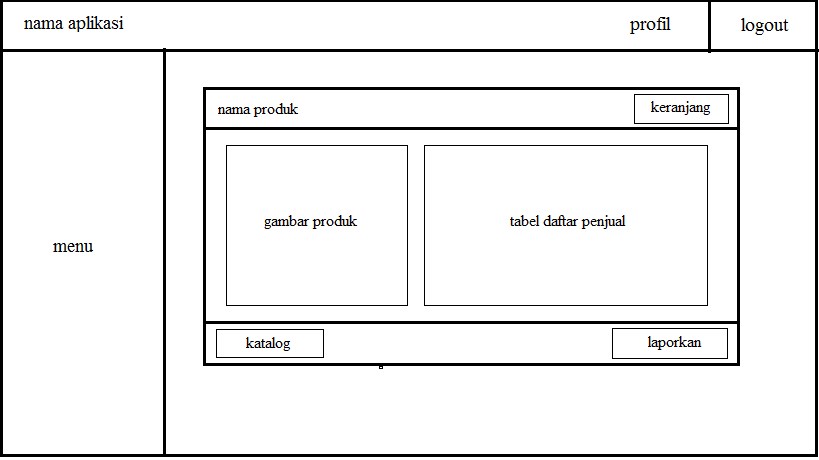 nama aplikasi
profil
logout
nama produk
keranjang
gambar produk
tabel daftar penjual
menu
katalog
laporkan